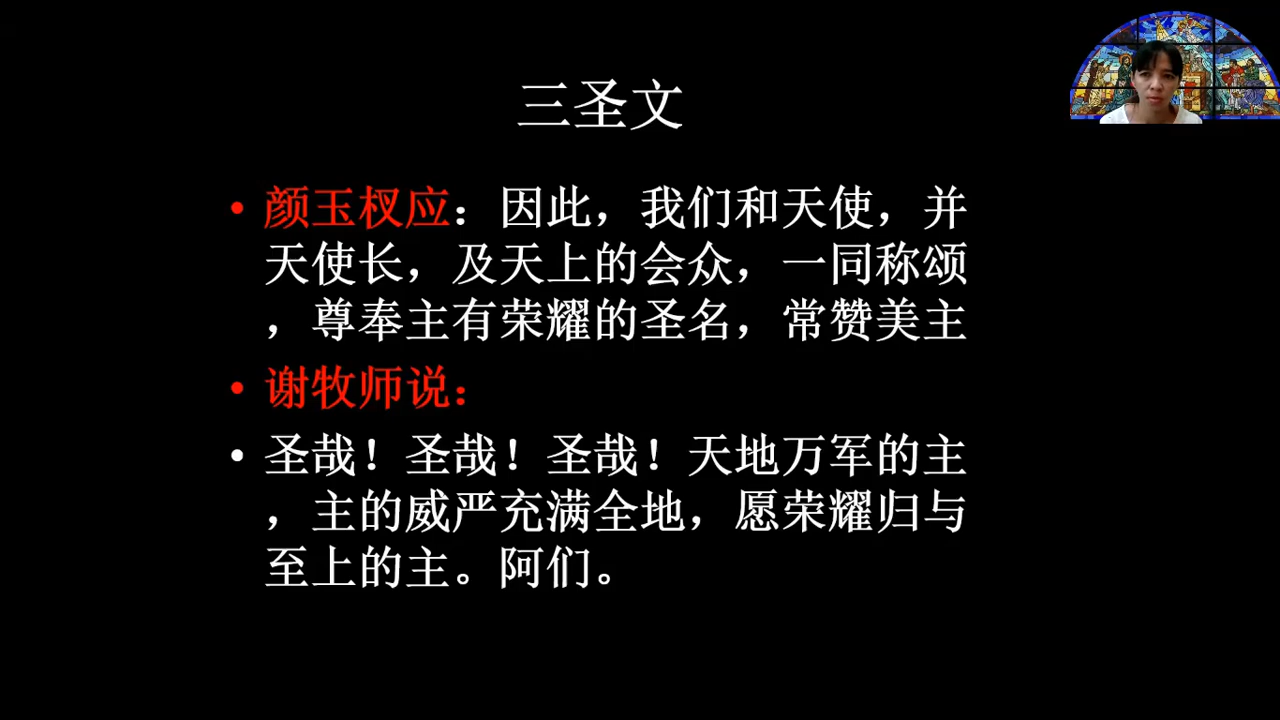 三圣文
• 颜玉杈应：因此，我们和天使，并
天使长，及天上的会众，一同称颂
，尊奉主有荣耀的圣名，常赞美主
• 谢牧师说：
• 圣哉！圣哉！圣哉！天地万军的主
，主的威严充满全地，愿荣耀归与
至上的主。阿们。